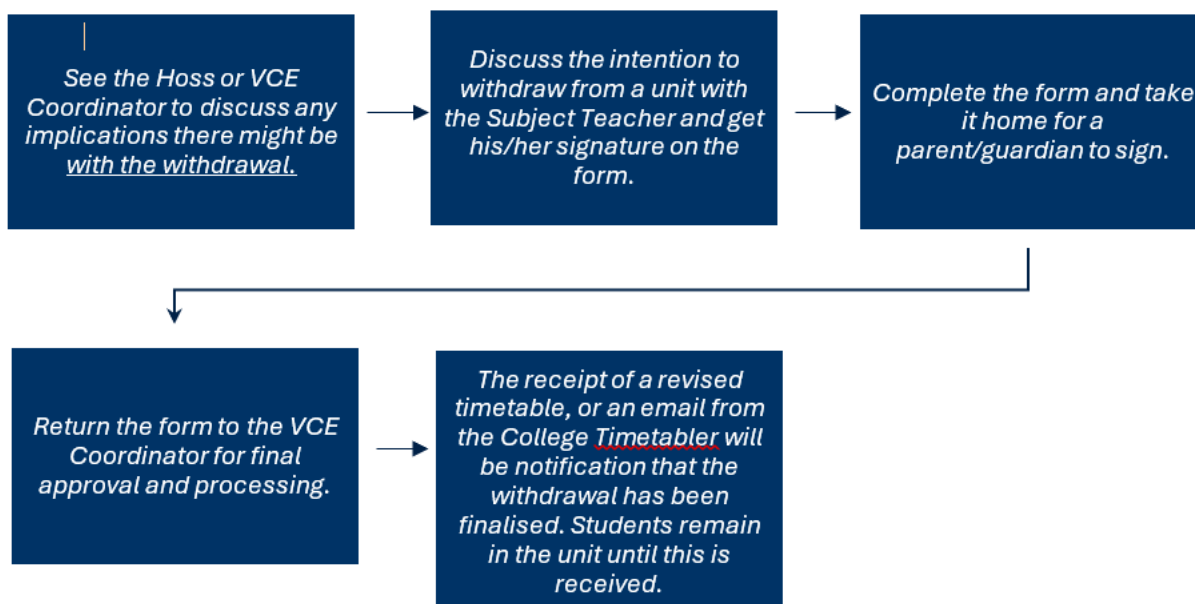 See the Hoss or VCE
Coordinator to discuss any
implications there might be
with the withdrawal.
Discuss the intention to
withdraw from a unit with
the Subject Teacher and get
his/her signature on the
form.
Complete the form and take
it home for a
parent/guardian to sign.
Return the form to the VCE
Coordinator for final
approval and processing.
The receipt of a revised
timetable, or an email from
the College Timetabler will
be notification that the
withdrawal has been
finalised. Students remain
in the unit until this is
received.